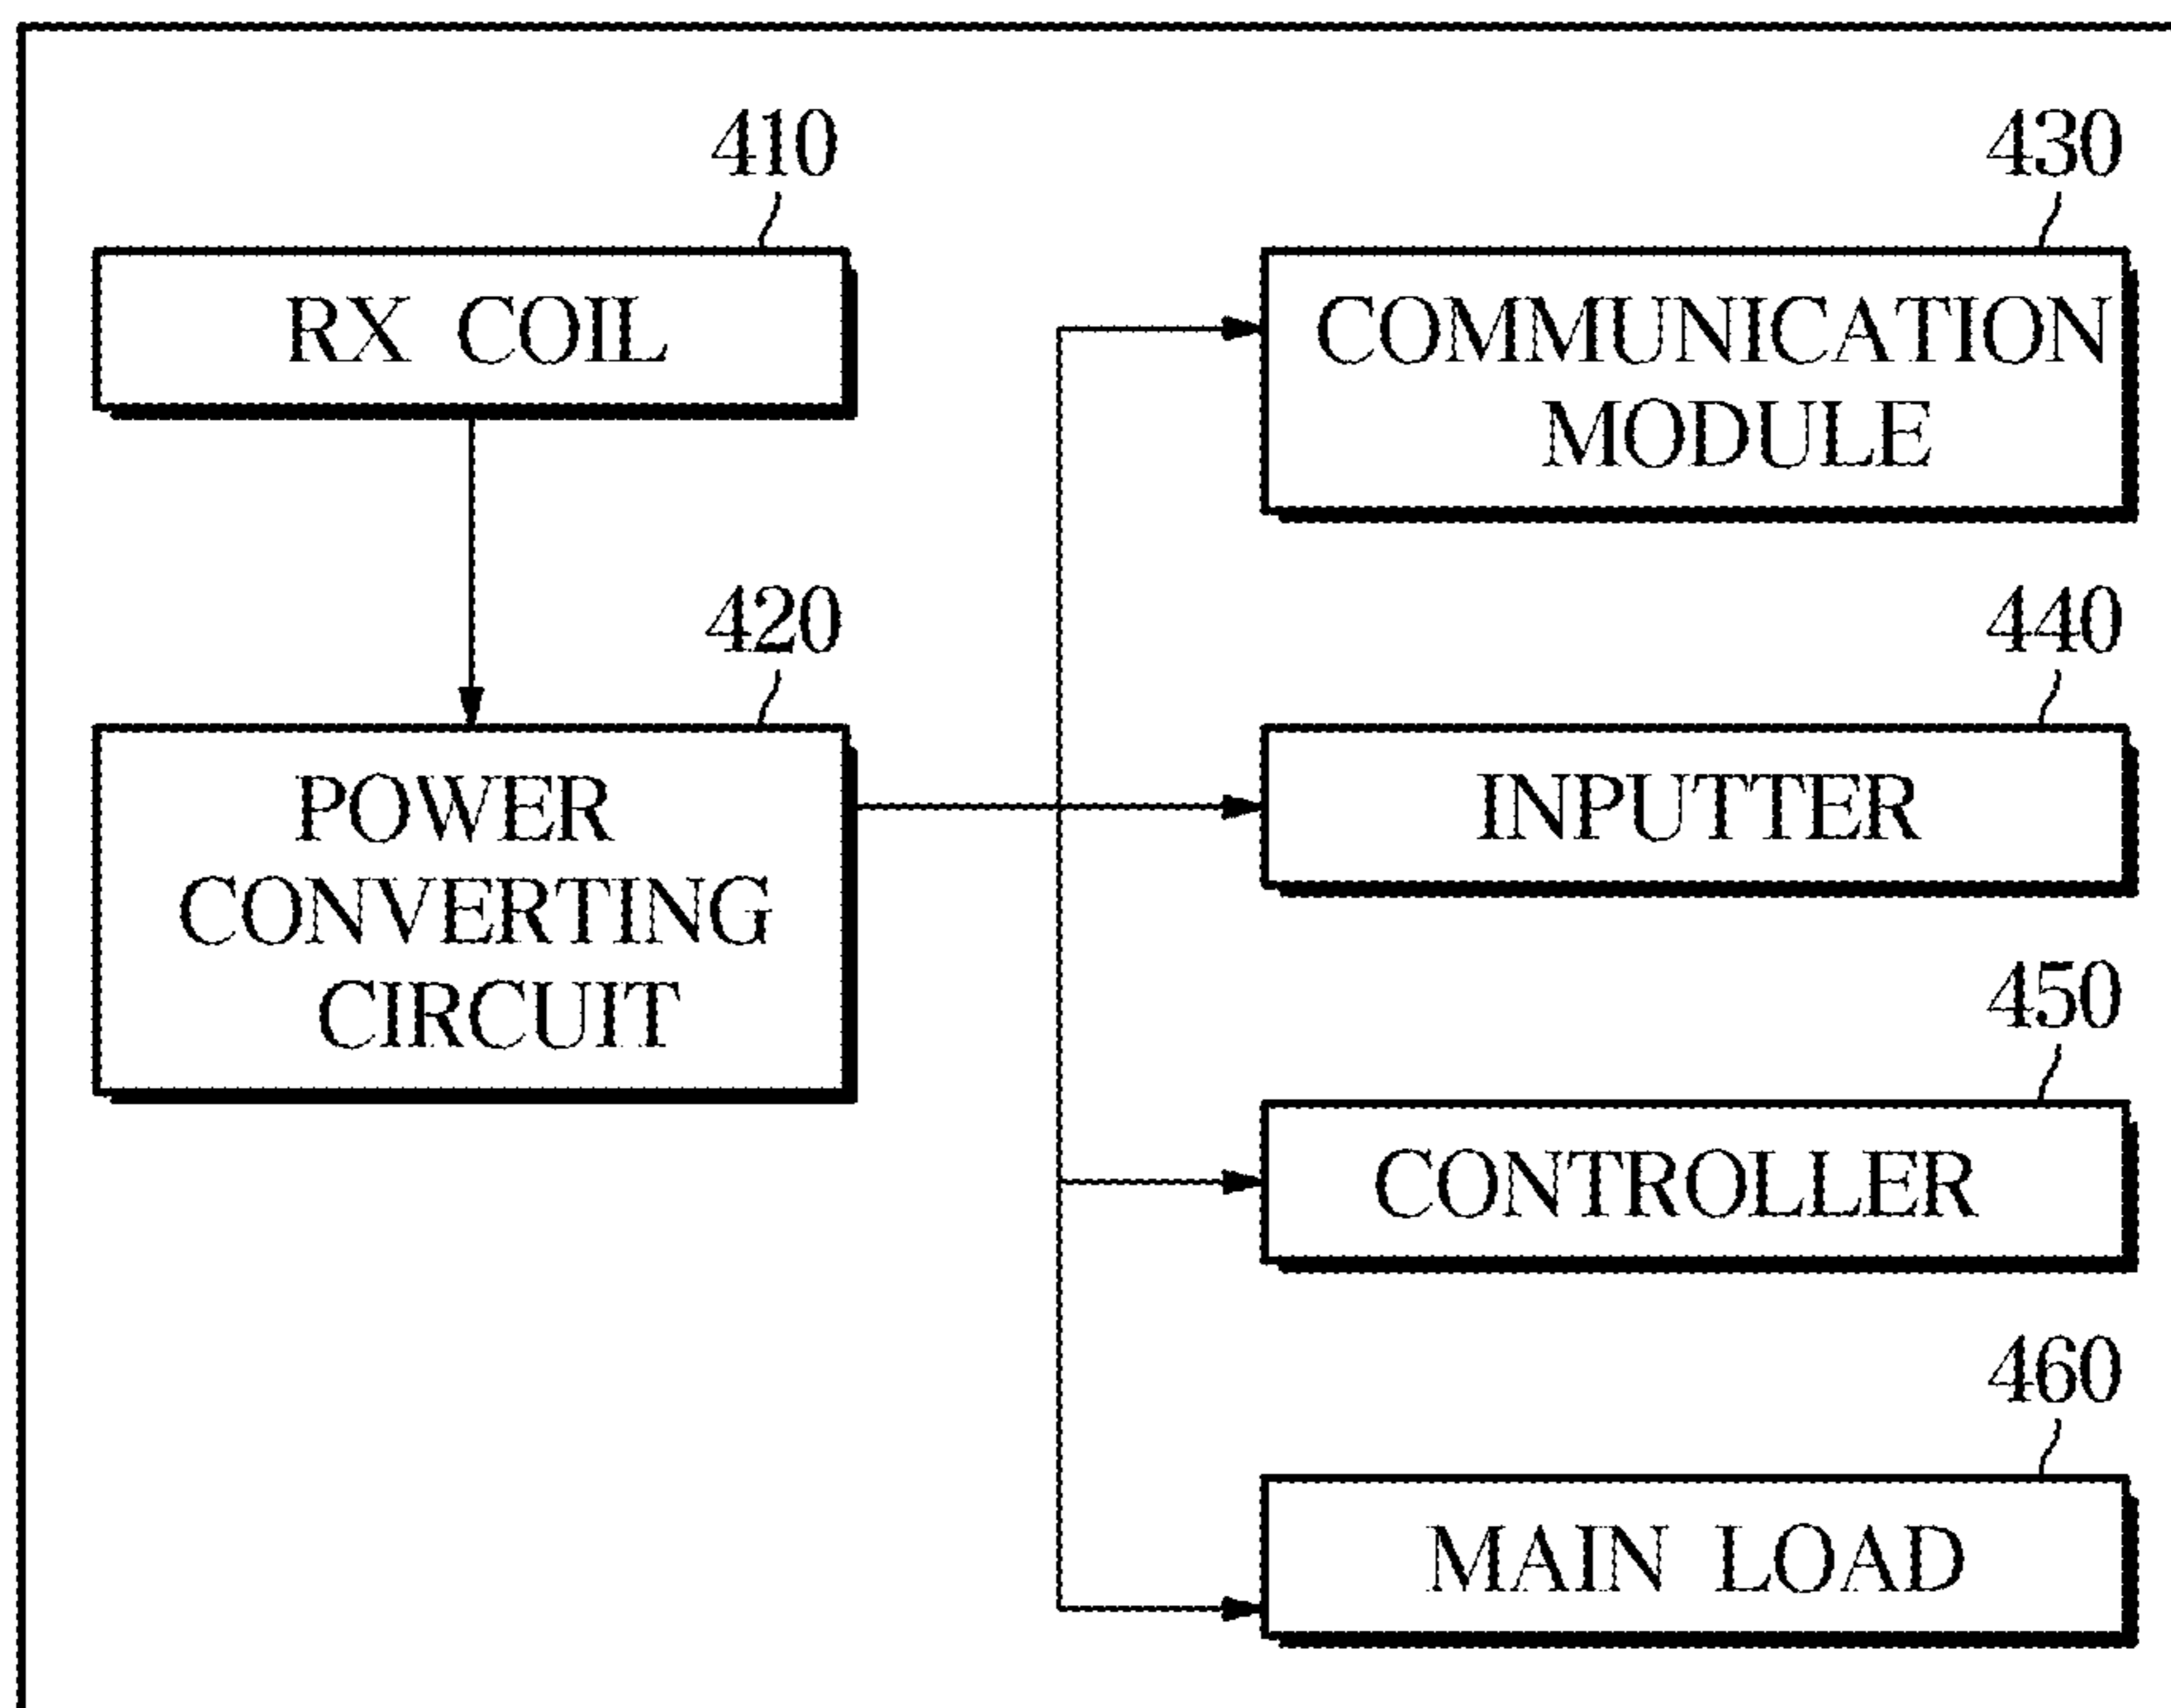 410
RX COIL
420
POWER
CONVERTING
CIRCUIT
430
COMMUNICATION
MODULE
440
INPUTTER
450
CONTROLLER
460
MAIN LOAD